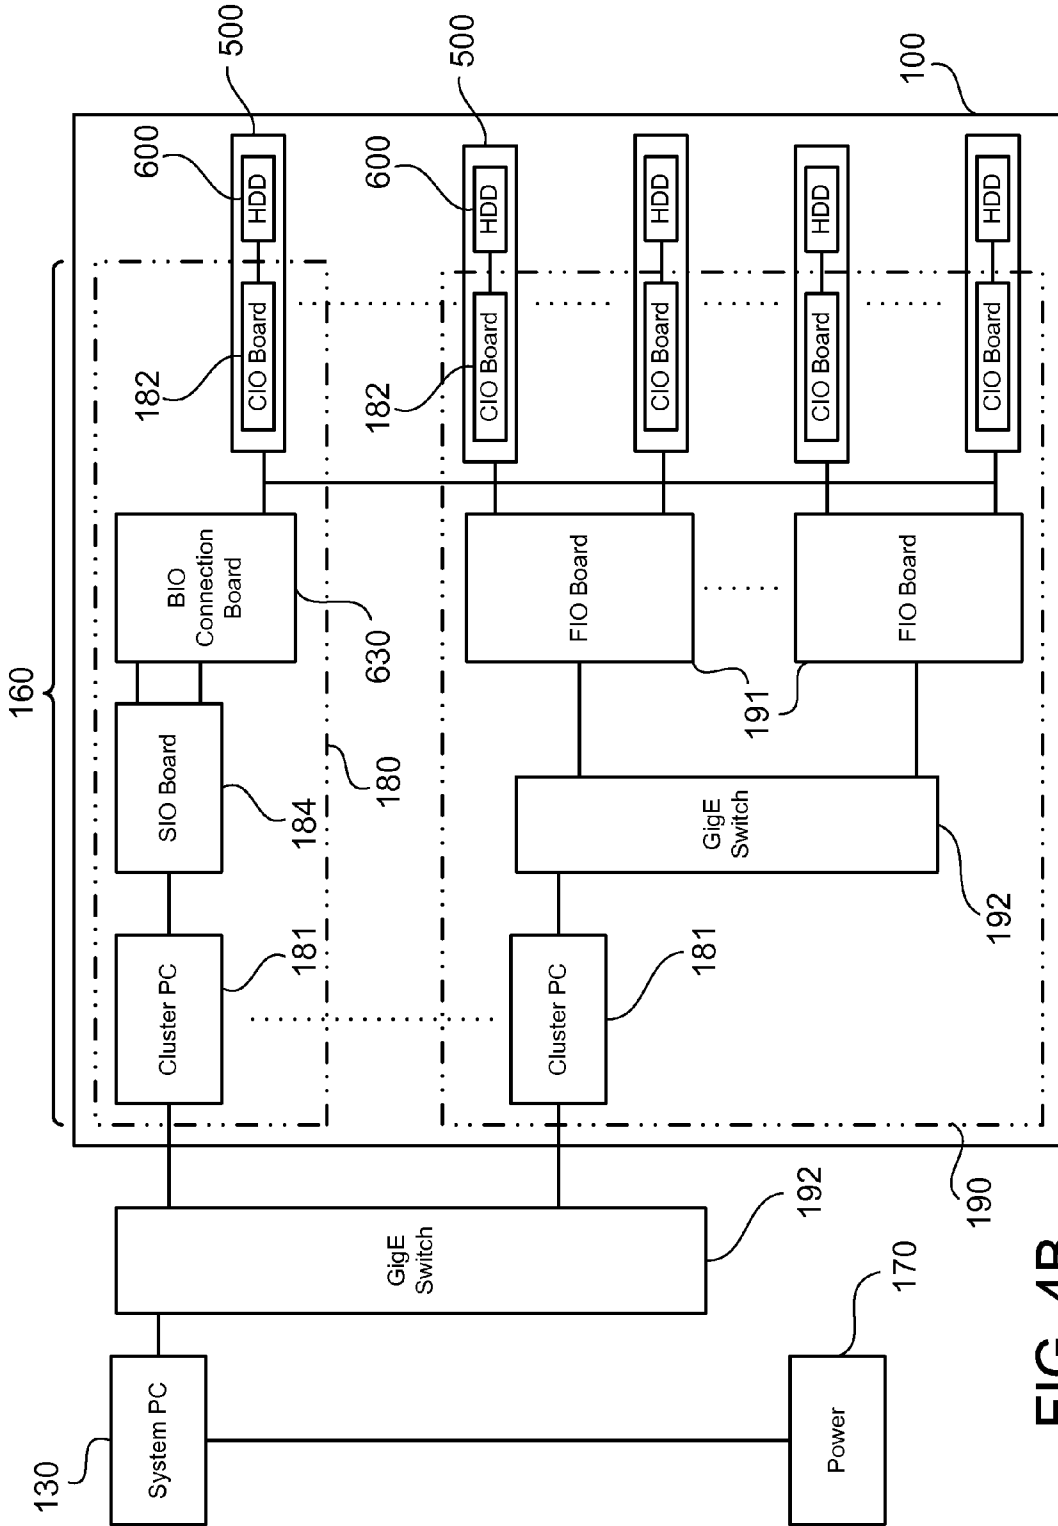 160
130
System PC
GigE
Switch
192
Power
170
Cluster PC
181
SIO Board
184
BIO
Connection
Board
630
180
182
CIO Board
600
HDD
500
Cluster PC
181
GigE
Switch
192
FIO Board
191
FIO Board
182
CIO Board
600
HDD
500
CIO Board
HDD
CIO Board
HDD
CIO Board
HDD
100
190
FIG. 4B